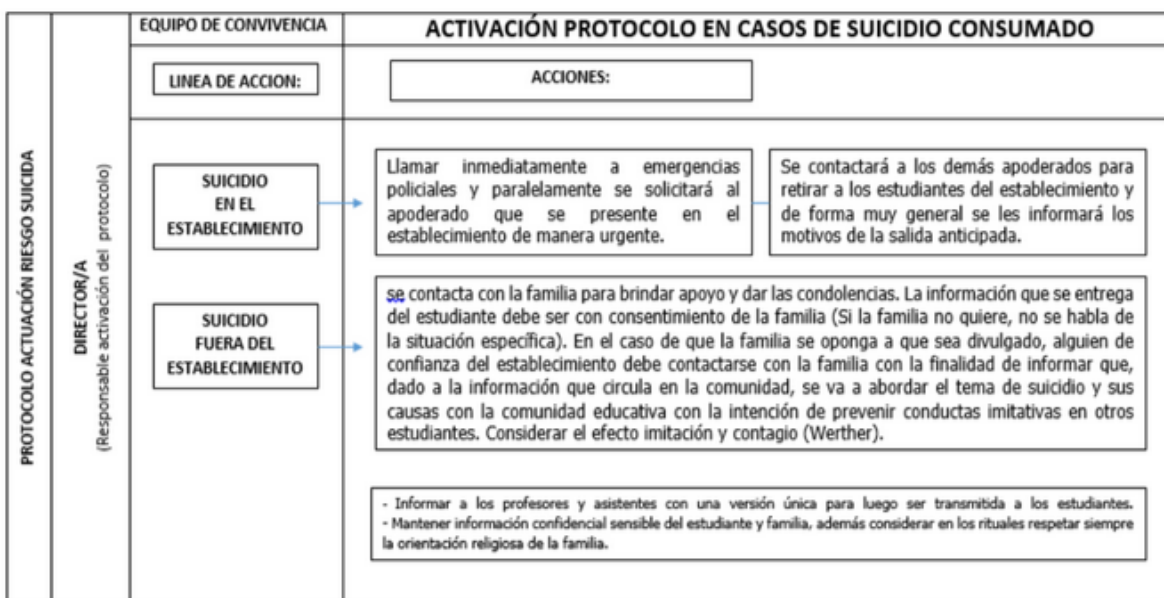 PROTOCOLO ACTUACIÓN RIESGO SUICIDA
DIRECTOR/A
(Responsable activación del protocolo)
EQUIPO DE CONVIVENCIA
ACTIVACIÓN PROTOCOLO EN CASOS DE SUICIDIO CONSUMADO
LINEA DE ACCION:
ACCIONES:
SUICIDIO
EN EL
ESTABLECIMIENTO
Llamar inmediatamente a emergencias
policiales y paralelamente se solicitará al
apoderado que se presente en el
establecimiento de manera urgente.
Se contactará a los demás apoderados para
retirar a los estudiantes del establecimiento y
de forma muy general se les informará los
motivos de la salida anticipada.
SUICIDIO
FUERA DEL
ESTABLECIMIENTO
se contacta con la familia para brindar apoyo y dar las condolencias. La información que se entrega
del estudiante debe ser con consentimiento de la familia (Si la familia no quiere, no se habla de
la situación específica). En el caso de que la familia se oponga a que sea divulgado, alguien de
confianza del establecimiento debe contactarse con la familia con la finalidad de informar que,
dado a la información que circula en la comunidad, se va a abordar el tema de suicidio y sus
causas con la comunidad educativa con la intención de prevenir conductas imitativas en otros
estudiantes. Considerar el efecto imitación y contagio (Werther).
- Informar a los profesores y asistentes con una versión única para luego ser transmitida a los estudiantes.
- Mantener información confidencial sensible del estudiante y familia, además considerar en los rituales respetar siempre
la orientación religiosa de la familia.